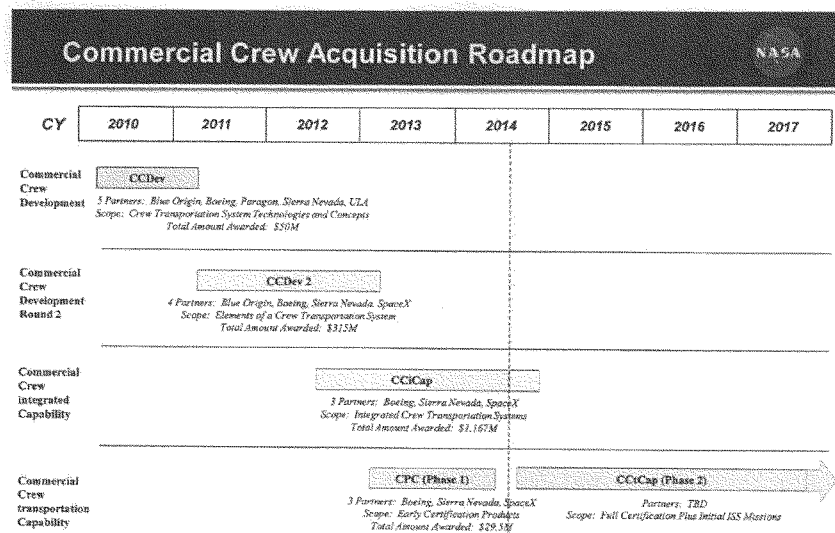 Commercial Crew Acquisition Roadmap
NASA
CY 2010 2011 2012 2013 2014 2015 2016 2017
Commercial
Crew
Development
CCDev
5 Partners: Blue Origin, Boeing, Paragon, Sierra Nevada, ULA
Scope: Crew Transportation System Technologies and Concepts
Total Amount Awarded: $50M
Commercial
Crew
Development
Round 2
CCDev 2
4 Partners: Blue Origin, Boeing, Sierra Nevada, SpaceX
Scope: Elements of a Crew Transportation System
Total Amount Awarded: $315M
Commercial
Crew
integrated
Capability
CCiCap
3 Partners: Boeing, Sierra Nevada, SpaceX
Scope: Integrated Crew Transportation Systems
Total Amount Awarded: $1,167M
Commercial
Crew
transportation
Capability
CPC (Phase 1)
3 Partners: Boeing, Sierra Nevada, SpaceX
Scope: Early Certification Products
Total Amount Awarded: $29.5M
CCtCap (Phase 2)
Partners: TBD
Scope: Full Certification Plus Initial ISS Missions